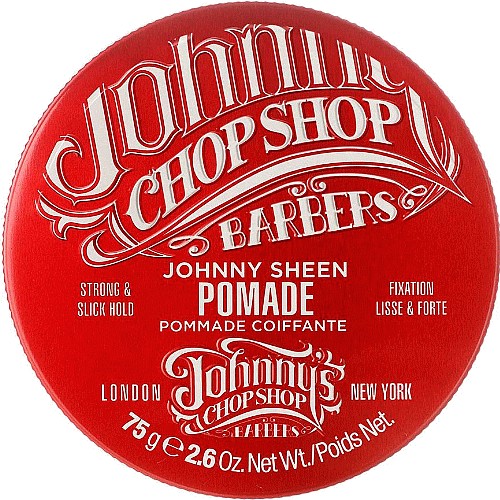 Johnny
CHOP SHOP
BARBERS
JOHNNY SHEEN
STRONG &
SLICK HOLD
POMADE
FIXATION
LISSE & FORTE
POMMADE COIFFANTE
LONDON
Johnny's
CHOP SHOP
BARBERS
NEW YORK
75g ℮ 2.6 Oz. Net Wt./Poids Net.